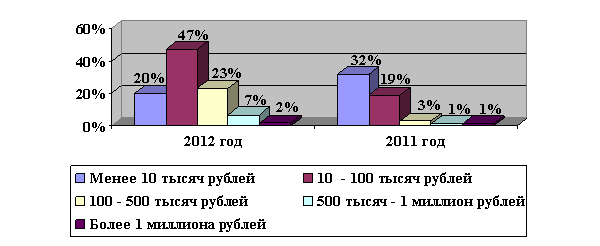 60%
47%
40%
32%
20%
23%
19%
20%
7%
2%
3%
1%
1%
0%
2012 год
2011 год
Менее 10 тысяч рублей
10 - 100 тысяч рублей
100 - 500 тысяч рублей
500 тысяч - 1 миллион рублей
Более 1 миллиона рублей